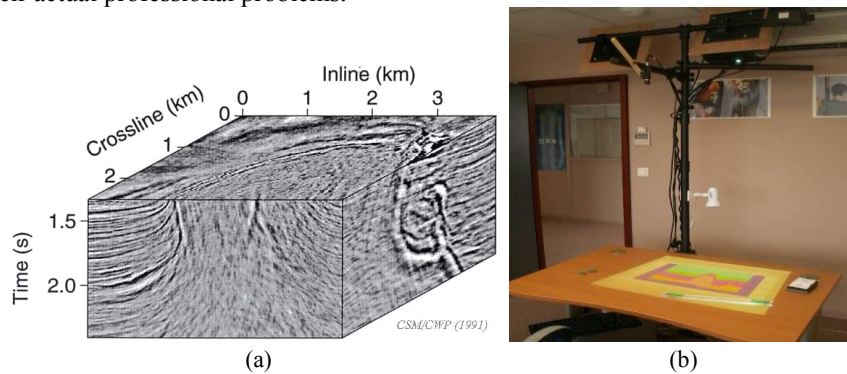 their actual professional problems.
Inline (km)
0 1 2 3
Crossline (km)
0
1
2
Time (s)
1.5
2.0
CSM/CWP (1991)
(a) (b)